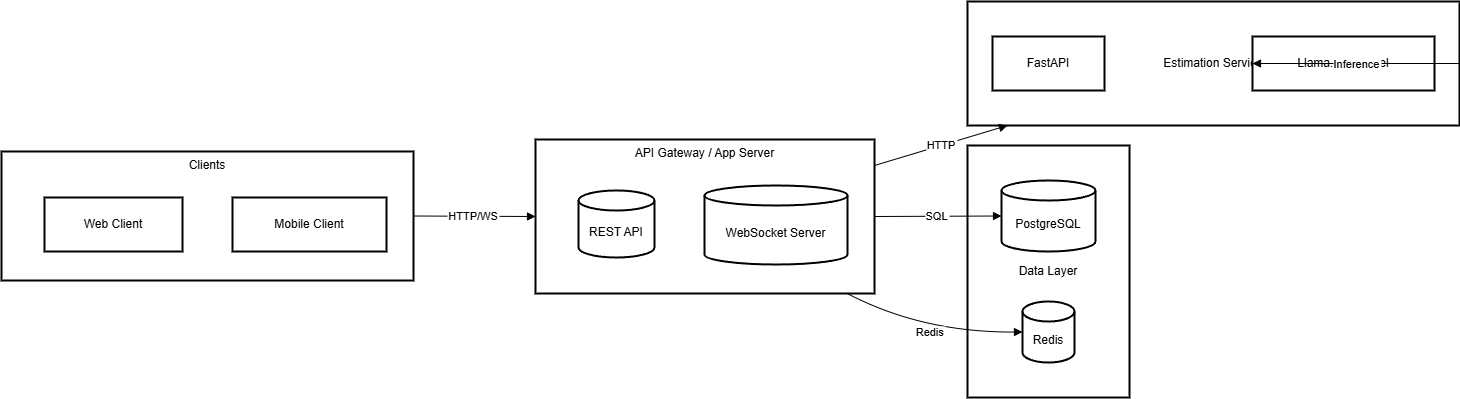 Clients
Web Client
Mobile Client
HTTP/WS
API Gateway / App Server
REST API
WebSocket Server
HTTP
SQL
Redis
FastAPI
Estimation
Inference
PostgreSQL
Data Layer
Redis